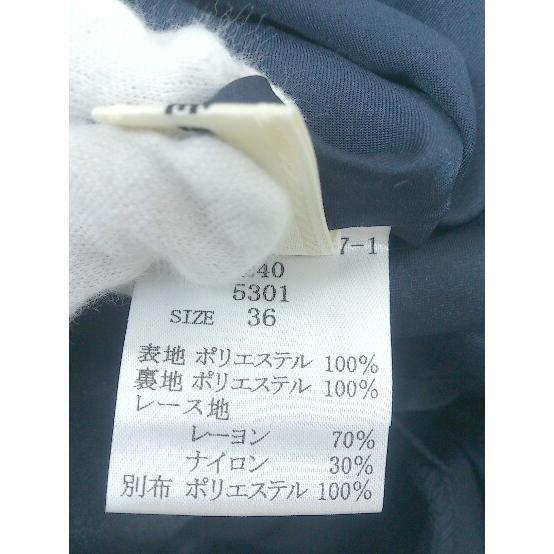 7-1
40
5301
SIZE 36
表地 ポリエステル 100%
裏地 ポリエステル 100%
レース地
レーヨン 70%
ナイロン 30%
別布 ポリエステル 100%